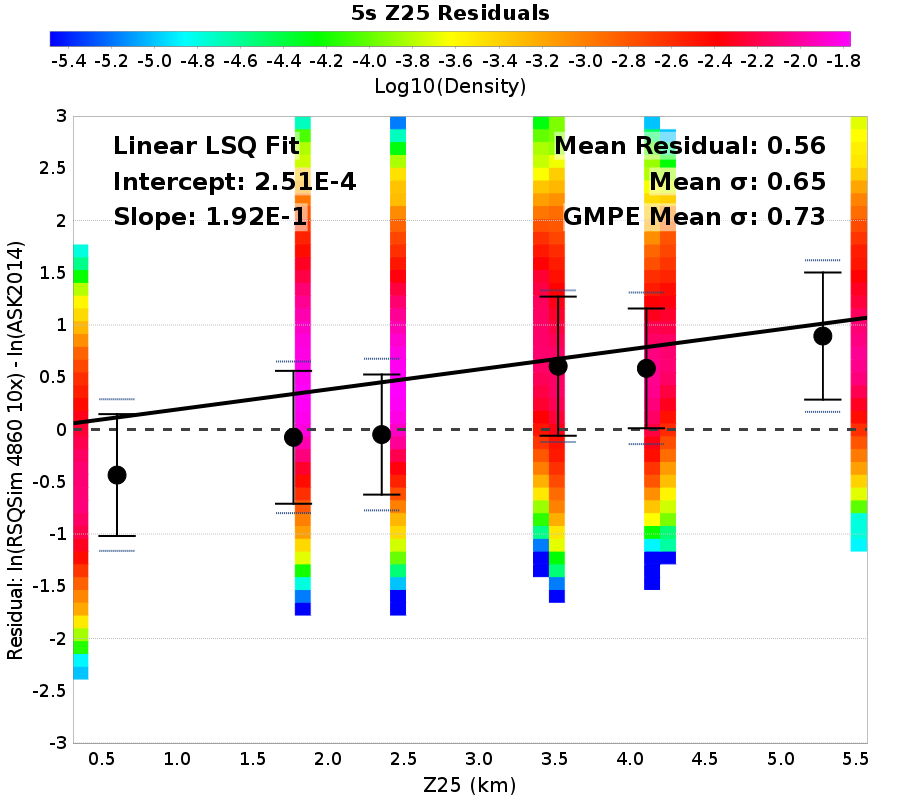 5s Z25 Residuals
-5.4 -5.2 -5.0 -4.8 -4.6 -4.4 -4.2 -4.0 -3.8 -3.6 -3.4 -3.2 -3.0 -2.8 -2.6 -2.4 -2.2 -2.0 -1.8
Log10(Density)
Linear LSQ Fit
Intercept: 2.51E-4
Slope: 1.92E-1
Mean Residual: 0.56
Mean σ: 0.65
GMPE Mean σ: 0.73
Residual: ln(RSQSim 4860 10x) - ln(ASK2014)
3
2.5
2
1.5
1
0.5
0
-0.5
-1
-1.5
-2
-2.5
-3
0.5 1.0 1.5 2.0 2.5 3.0 3.5 4.0 4.5 5.0 5.5
Z25 (km)